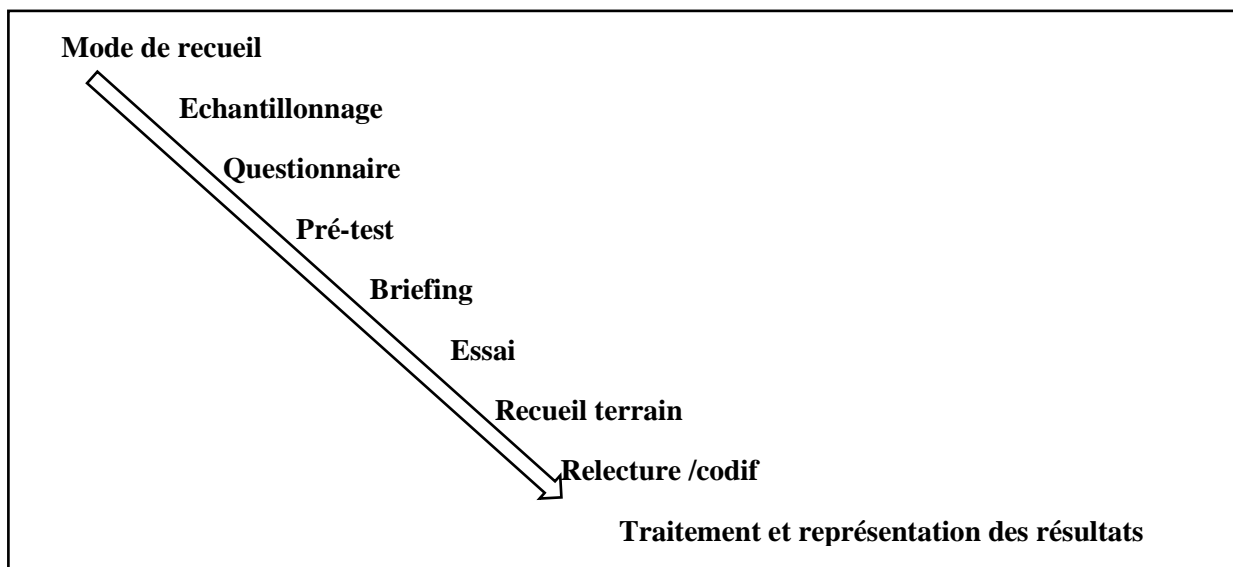 Mode de recueil
Echantillonnage
Questionnaire
Pré-test
Briefing
Essai
Recueil terrain
Relecture /codif
Traitement et représentation des résultats